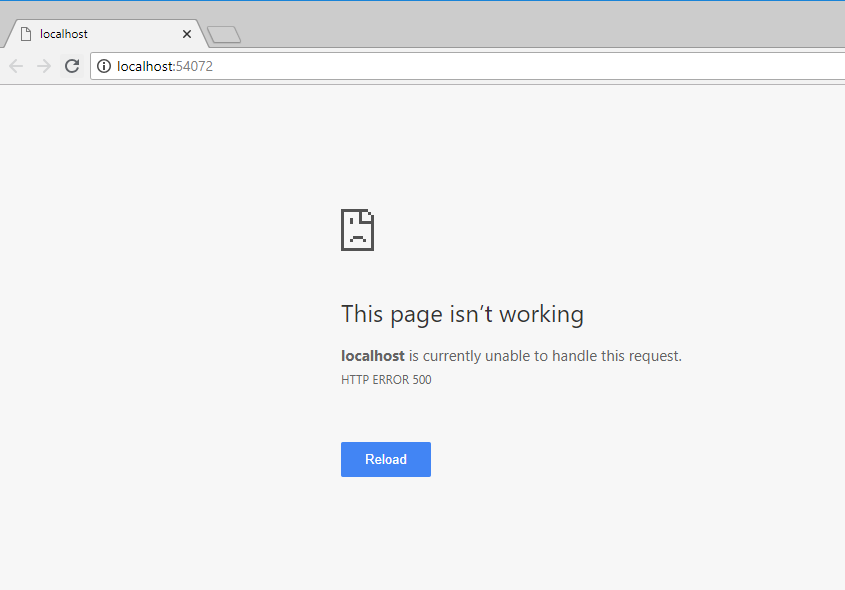 localhost
localhost:54072
This page isn’t working
localhost is currently unable to handle this request.
HTTP ERROR 500
Reload